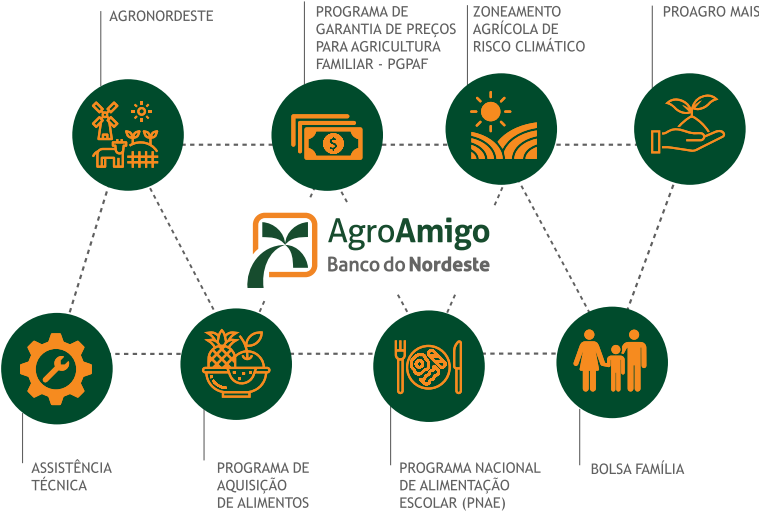 AGRONORDESTE
PROGRAMA DE
GARANTIA DE PREÇOS
PARA AGRICULTURA
FAMILIAR - PGPAF
ZONEAMENTO
AGRÍCOLA DE
RISCO CLIMÁTICO
PROAGRO MAIS
$
AgroAmigo
Banco do Nordeste
ASSISTÊNCIA
TÉCNICA
PROGRAMA DE
AQUISIÇÃO
DE ALIMENTOS
PROGRAMA NACIONAL
DE ALIMENTAÇÃO
ESCOLAR (PNAE)
BOLSA FAMÍLIA